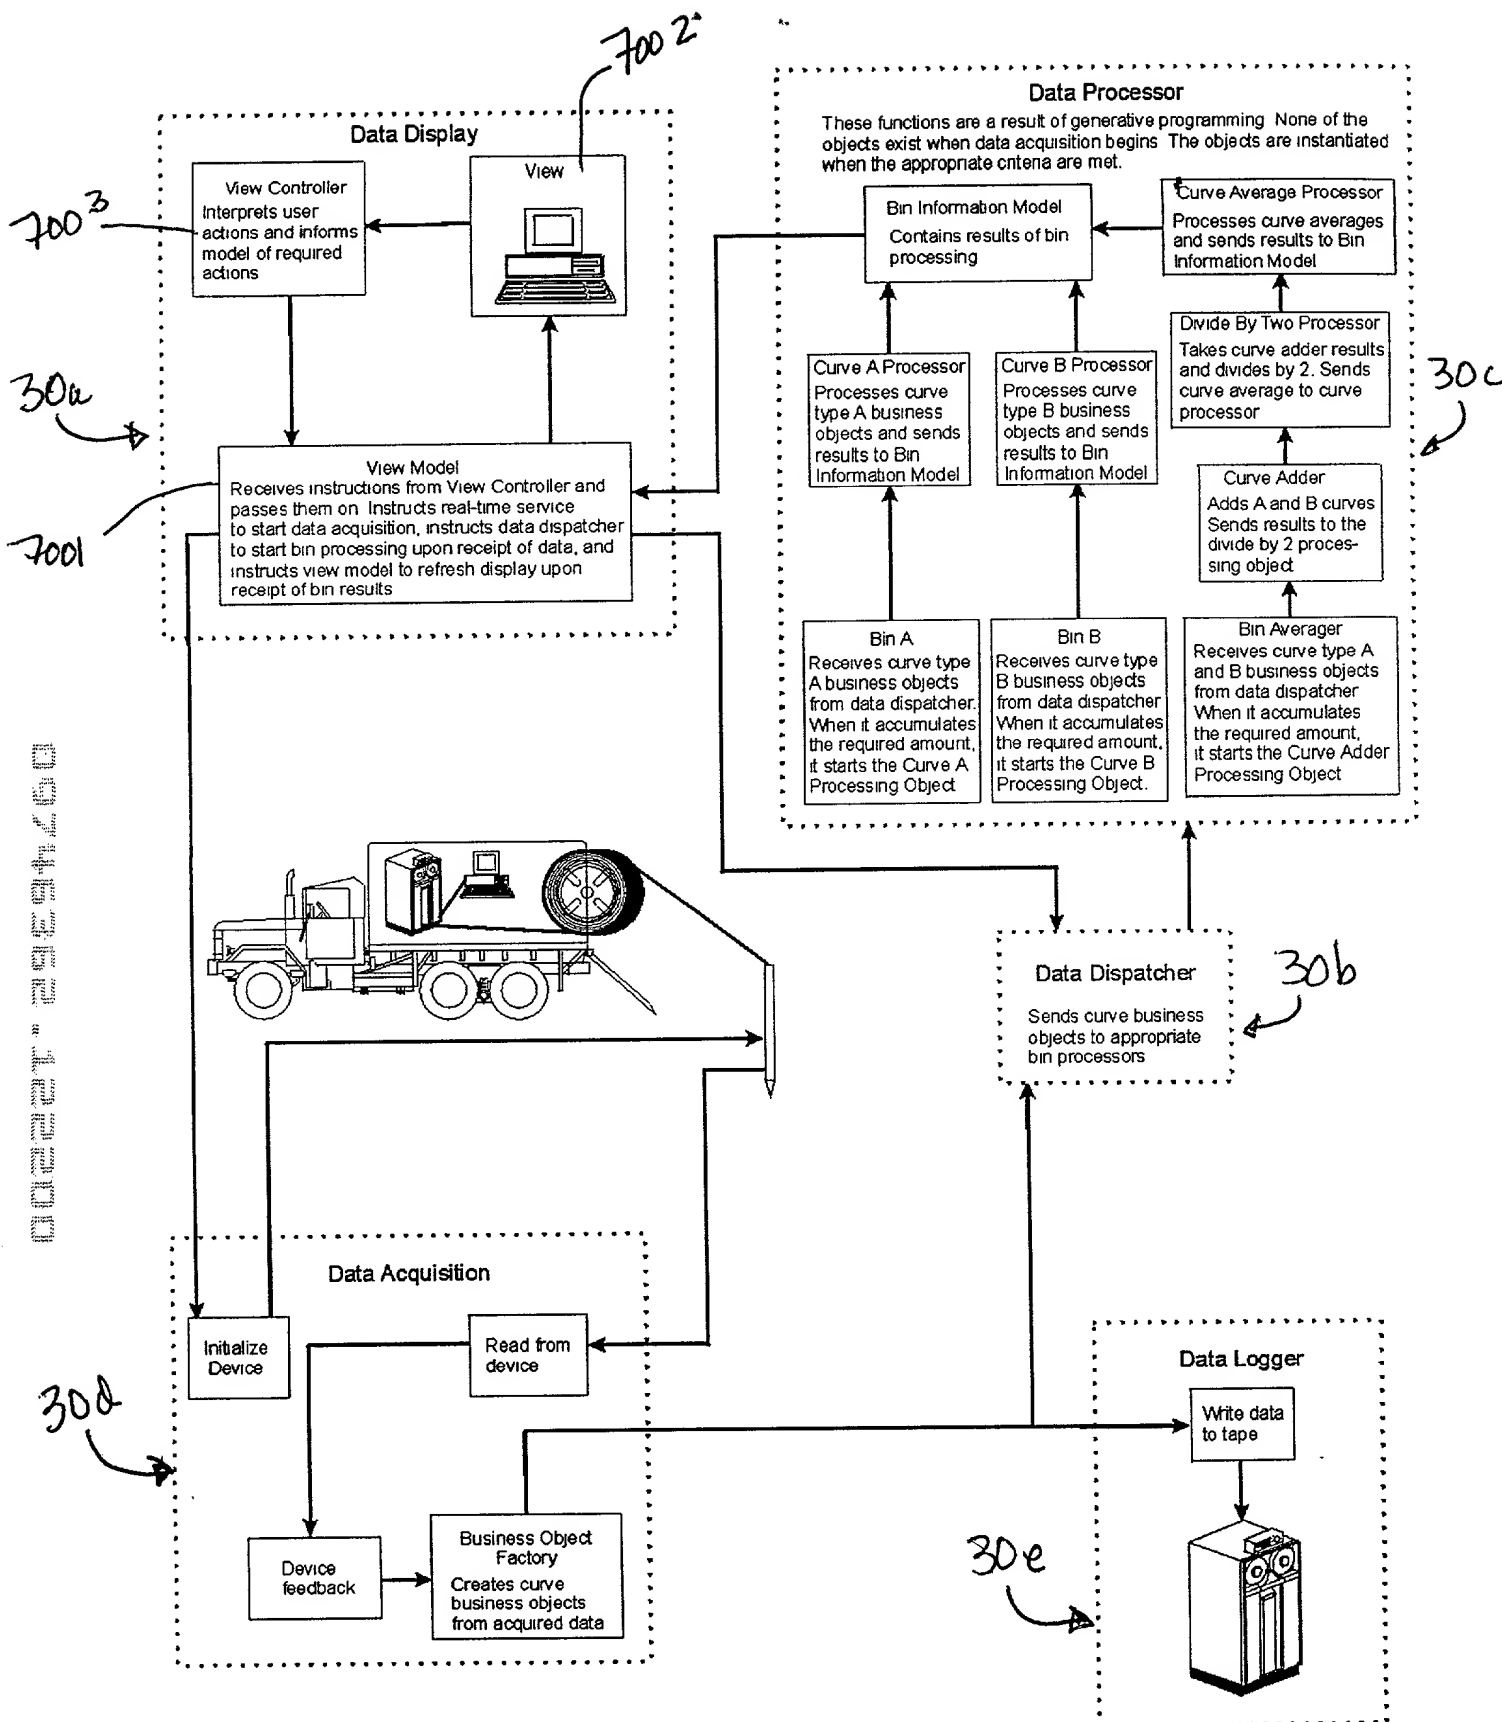 7002
Data Display
View Controller
Interprets user
actions and informs
model of required
actions
View
7003
30a
View Model
Receives instructions from View Controller and
passes them on Instructs real-time service
to start data acquisition, instructs data dispatcher
to start bin processing upon receipt of data, and
instructs view model to refresh display upon
receipt of bin results
7001
Data Processor
These functions are a result of generative programming None of the
objects exist when data acquisition begins The objects are instantiated
when the appropriate criteria are met.
Bin Information Model
Contains results of bin
processing
Curve Average Processor
Processes curve averages
and sends results to Bin
Information Model
Curve A Processor
Processes curve
type A business
objects and sends
results to Bin
Information Model
Curve B Processor
Processes curve
type B business
objects and sends
results to Bin
Information Model
Divide By Two Processor
Takes curve adder results
and divides by 2. Sends
curve average to curve
processor
30c
Curve Adder
Adds A and B curves
Sends results to the
divide by 2 proces-
sing object
Bin A
Receives curve type
A business objects
from data dispatcher.
When it accumulates
the required amount,
it starts the Curve A
Processing Object
Bin B
Receives curve type
B business objects
from data dispatcher
When it accumulates
the required amount,
it starts the Curve B
Processing Object.
Bin Averager
Receives curve type A
and B business objects
from data dispatcher
When it accumulates
the required amount,
it starts the Curve Adder
Processing Object
Data Dispatcher
Sends curve business
objects to appropriate
bin processors
30b
Data Acquisition
Initialize
Device
Read from
device
30d
Device
feedback
Business Object
Factory
Creates curve
business objects
from acquired data
Data Logger
Write data
to tape
30e